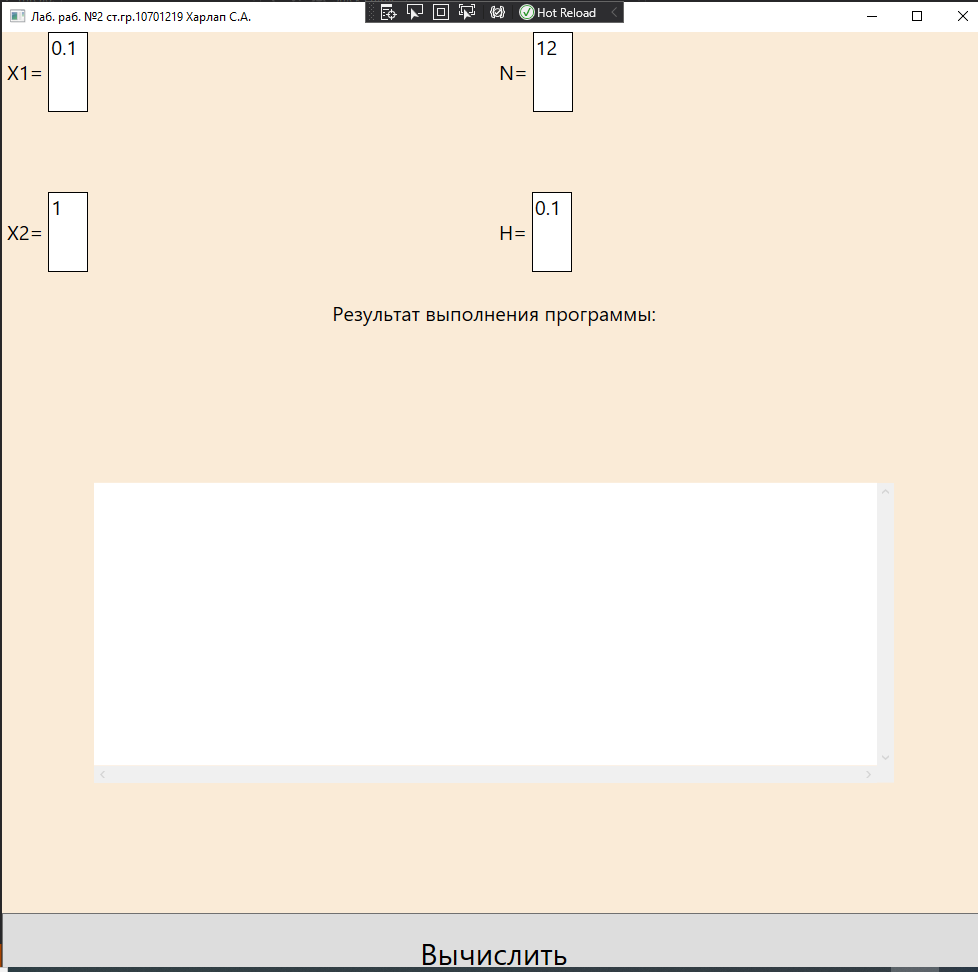 Лаб. раб. №2 ст.гр.10701219 Харлап С.А.
Hot Reload
X1= 0.1
N= 12
X2= 1
H= 0.1
Результат выполнения программы:
Вычислить